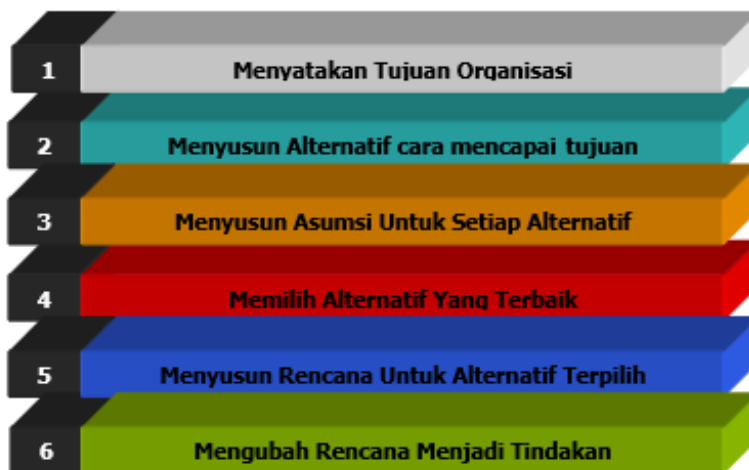 1 Menyatakan Tujuan Organisasi
2 Menyusun Alternatif cara mencapai tujuan
3 Menyusun Asumsi Untuk Setiap Alternatif
4 Memilih Alternatif Yang Terbaik
5 Menyusun Rencana Untuk Alternatif Terpilih
6 Mengubah Rencana Menjadi Tindakan